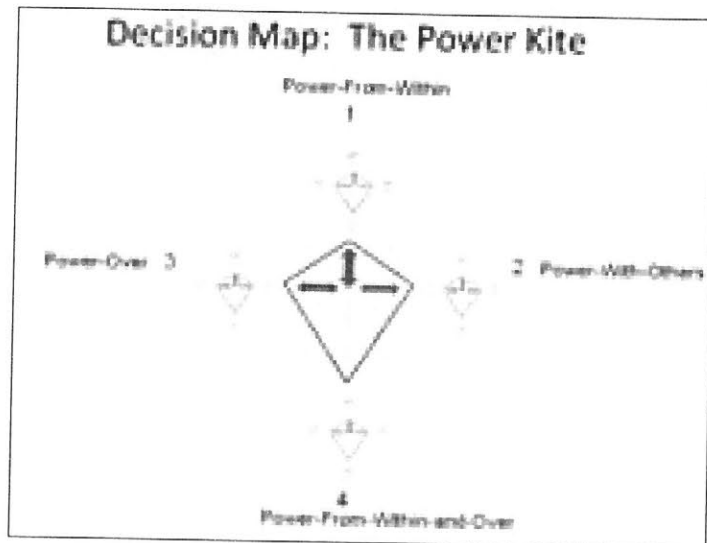 Decision Map: The Power Kite
Power-From-Within
1
Power-Over 3
2 Power-With-Others
4
Power-From-Within-and-Over